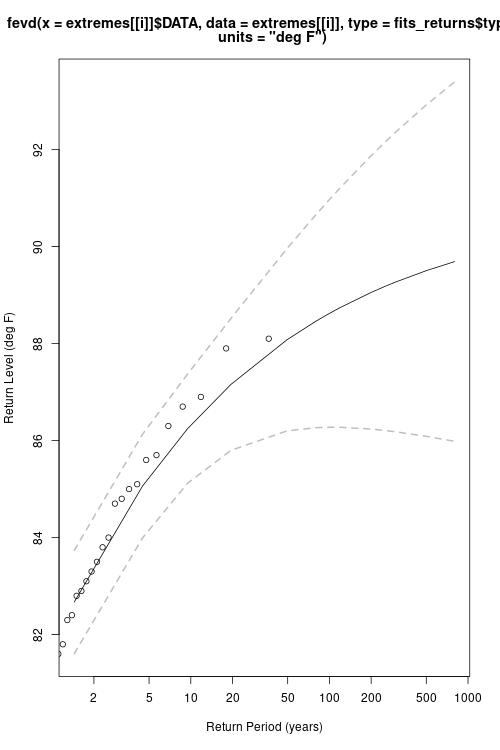 fevd(x = extremes[[i]]$DATA, data = extremes[[i]], type = fits_returns$typ
units = "deg F")
Return Level (deg F)
92
90
88
86
84
82
2 5 10 20 50 100 200 500 1000
Return Period (years)